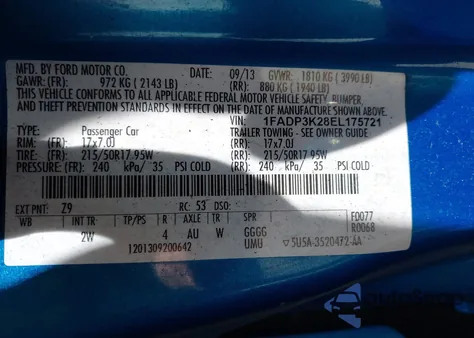 MFD. BY FORD MOTOR CO.
DATE: 09/13 GVWR: 1810 KG ( 3990 LB)
GAWR: (FR): 972 KG ( 2143 LB) (RR): 880 KG ( 1940 LB)
THIS VEHICLE CONFORMS TO ALL APPLICABLE FEDERAL MOTOR VEHICLE SAFETY, BUMPER,
AND THEFT PREVENTION STANDARDS IN EFFECT ON THE DATE OF MANUFACTURE SHOWN ABOVE.
VIN: 1FADP3K28EL175721
TYPE: Passenger Car TRAILER TOWING - SEE OWNER GUIDE
RIM: (FR): 17x7.0J (RR): 17x7.0J
TIRE: (FR): 215/50R17 95W (RR): 215/50R17 95W
PRESSURE: (FR): 240 kPa/ 35 PSI COLD (RR): 240 kPa/ 35 PSI COLD
EXT PNT: Z9 RC: 53 DSO: F0077
WB INT TR TP/PS R AXLE TR SPR R0068
2W 4 AU W GGGG
1201309200642 UMU 5U5A-3520472-AA